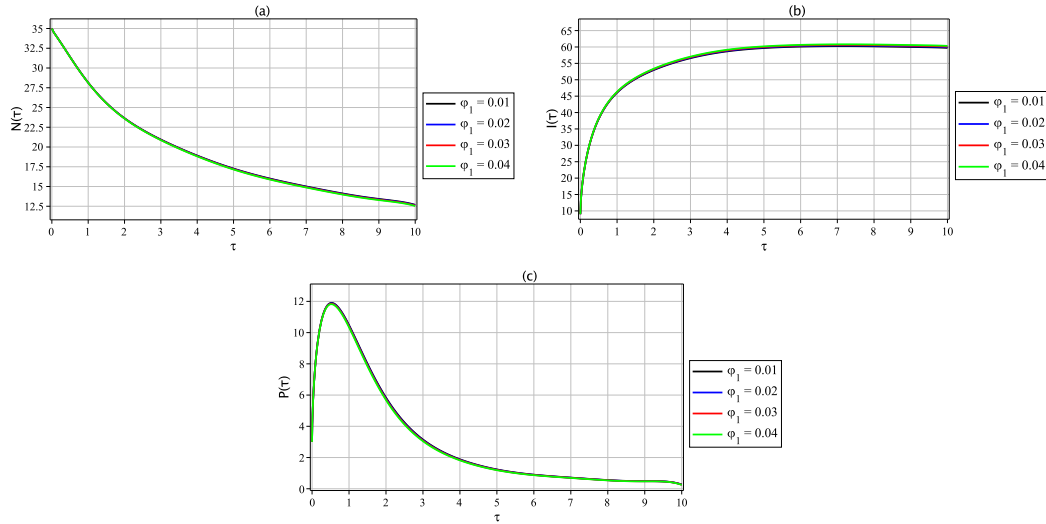 (a)
N(τ)
35
32.5
30
27.5
25
22.5
20
17.5
15
12.5
0 1 2 3 4 5 6 7 8 9 10
τ
φ1 = 0.01
φ1 = 0.02
φ1 = 0.03
φ1 = 0.04
(b)
I(τ)
65
60
55
50
45
40
35
30
25
20
15
10
0 1 2 3 4 5 6 7 8 9 10
τ
φ1 = 0.01
φ1 = 0.02
φ1 = 0.03
φ1 = 0.04
(c)
P(τ)
12
10
8
6
4
2
0
0 1 2 3 4 5 6 7 8 9 10
τ
φ1 = 0.01
φ1 = 0.02
φ1 = 0.03
φ1 = 0.04